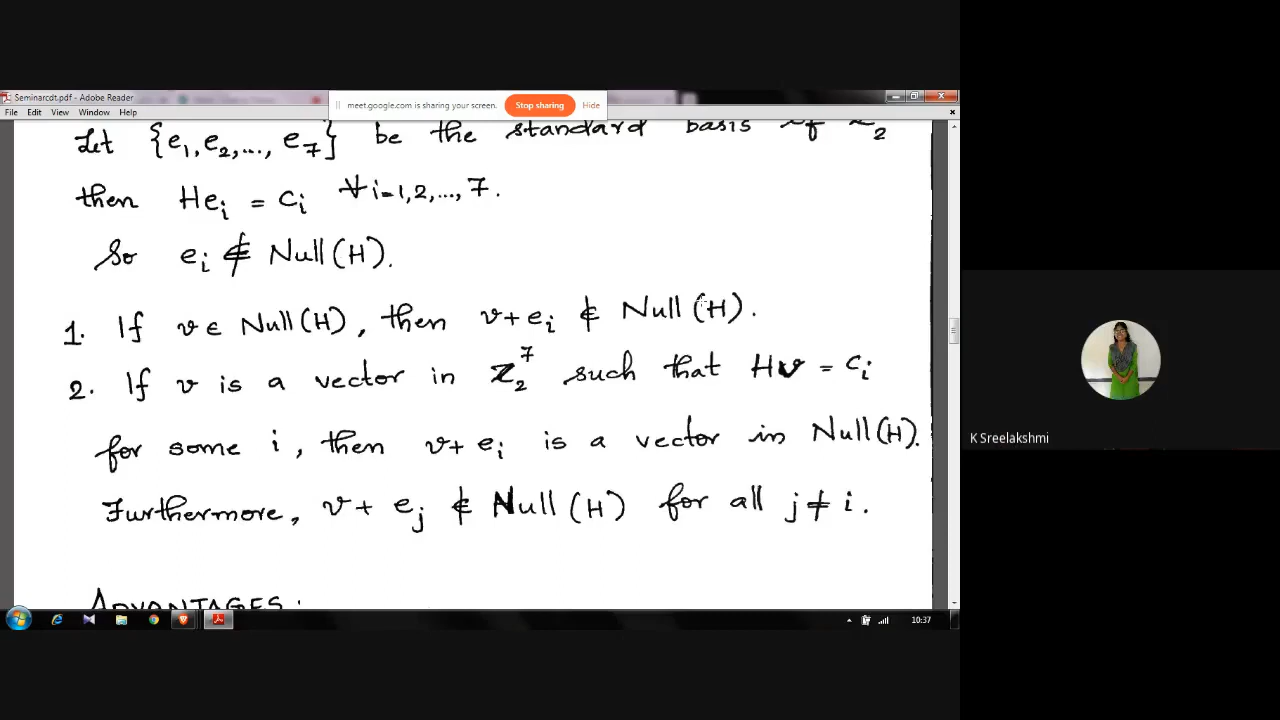 Seminarcdt.pdf - Adobe Reader
meet.google.com is sharing your screen. Stop sharing Hide
File Edit View Window Help
Let {e1, e2, ..., e7} be the standard basis of
then Hei = ci ∀ i=1,2,...,7.
So ei ∉ Null(H).
1. If v ∈ Null(H), then v+ei ∉ Null(H).
2. If v is a vector in Z₂⁷ such that Hv = ci
for some i, then v+ei is a vector in Null(H).
Furthermore, v+ ej ∉ Null(H) for all j≠i.
ADVANTAGES:
K Sreelakshmi
10:37